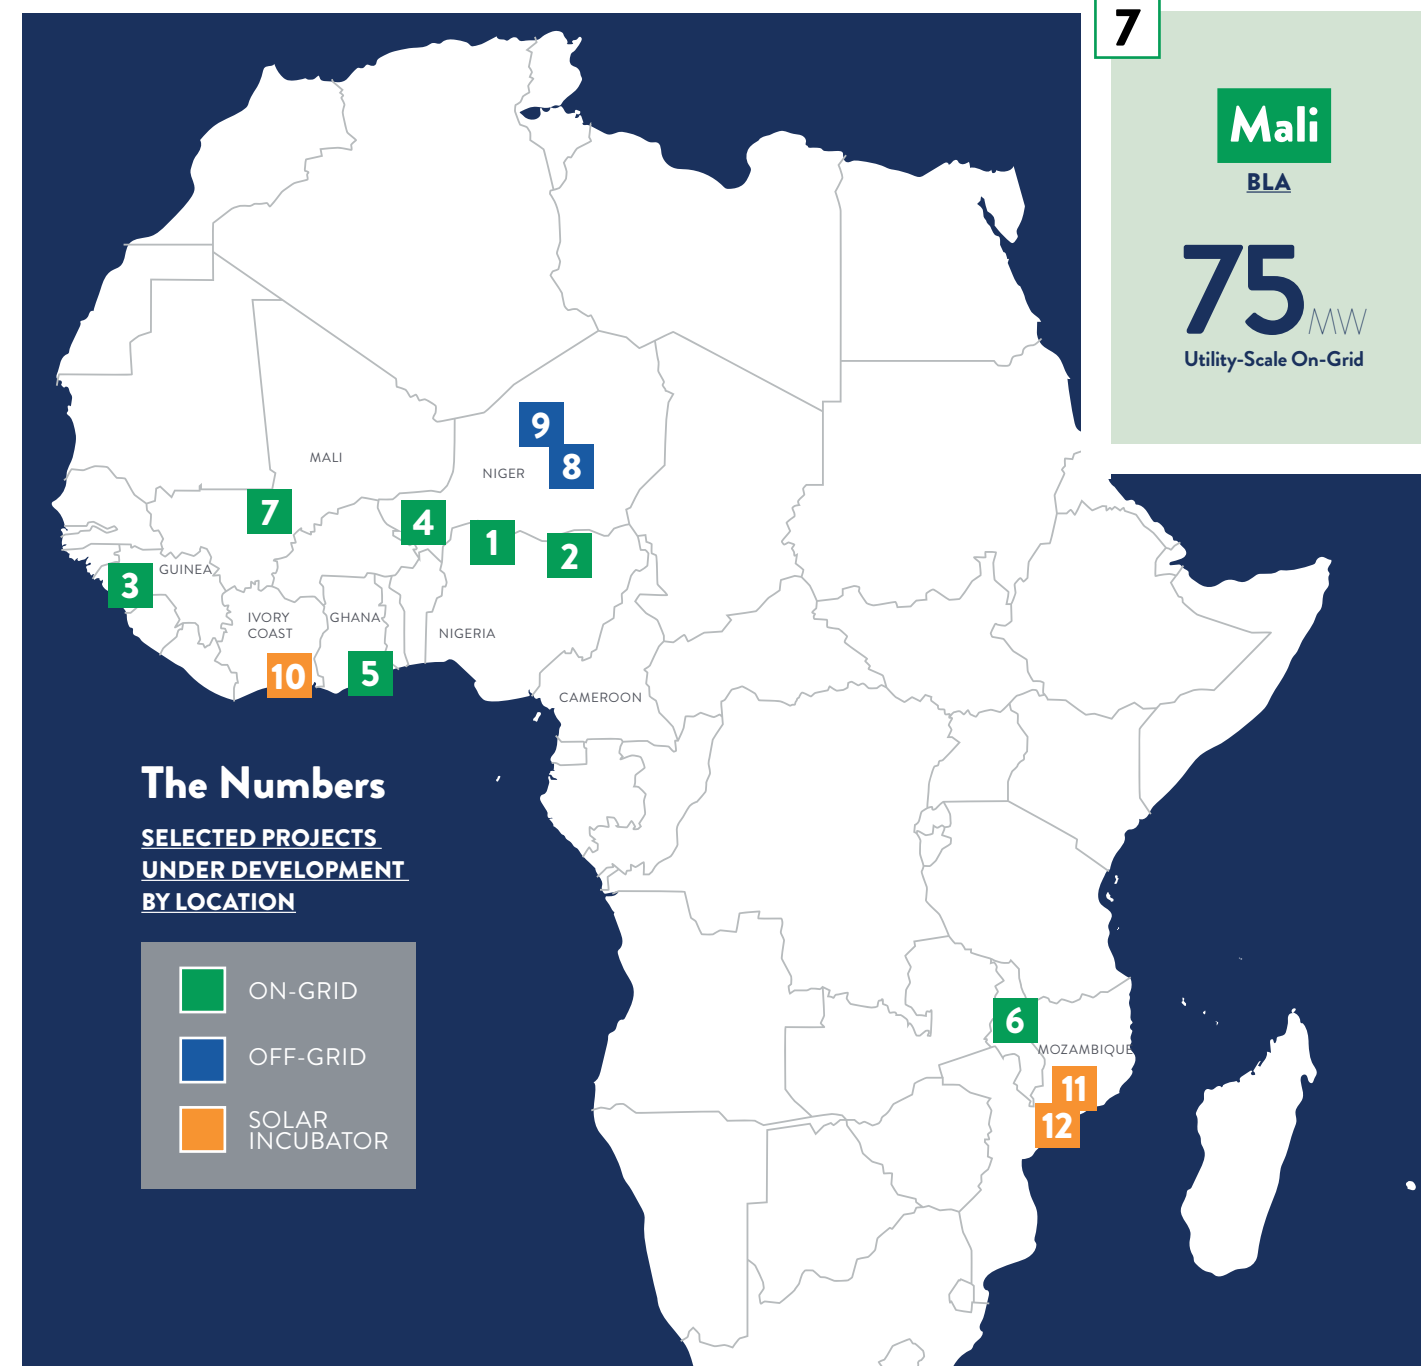 7
Mali
BLA
75MW
Utility-Scale On-Grid
9
8
MALI
NIGER
7
4
1
2
GUINEA
3
IVORY
COAST
GHANA
NIGERIA
10
5
CAMEROON
The Numbers
SELECTED PROJECTS
UNDER DEVELOPMENT
BY LOCATION
ON-GRID
OFF-GRID
SOLAR
INCUBATOR
6
MOZAMBIQUE
11
12